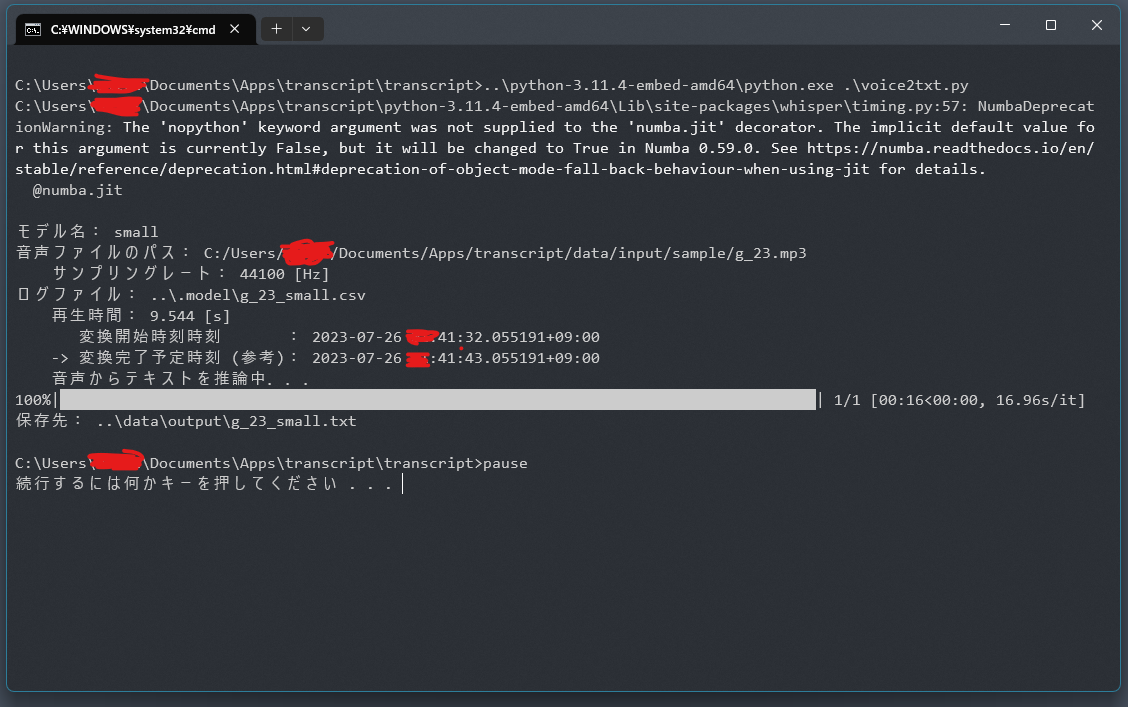 C:¥WINDOWS¥system32¥cmd
C:\Users\ \Documents\Apps\transcript\transcript>..\python-3.11.4-embed-amd64\python.exe .\voice2txt.py
C:\Users\ \Documents\Apps\transcript\python-3.11.4-embed-amd64\Lib\site-packages\whisper\timing.py:57: NumbaDeprecat
ionWarning: The 'nopython' keyword argument was not supplied to the 'numba.jit' decorator. The implicit default value fo
r this argument is currently False, but it will be changed to True in Numba 0.59.0. See https://numba.readthedocs.io/en/
stable/reference/deprecation.html#deprecation-of-object-mode-fall-back-behaviour-when-using-jit for details.
@numba.jit
モデル名： small
音声ファイルのパス： C:/Users/ /Documents/Apps/transcript/data/input/sample/g_23.mp3
サンプリングレート： 44100 [Hz]
ログファイル： ..\.model\g_23_small.csv
再生時間： 9.544 [s]
変換開始時刻時刻 ： 2023-07-26 :41:32.055191+09:00
-> 変換完了予定時刻 (参考)： 2023-07-26 :41:43.055191+09:00
音声からテキストを推論中．．．
100%| | 1/1 [00:16<00:00, 16.96s/it]
保存先： ..\data\output\g_23_small.txt
C:\Users\ \Documents\Apps\transcript\transcript>pause
続行するには何かキーを押してください . . .